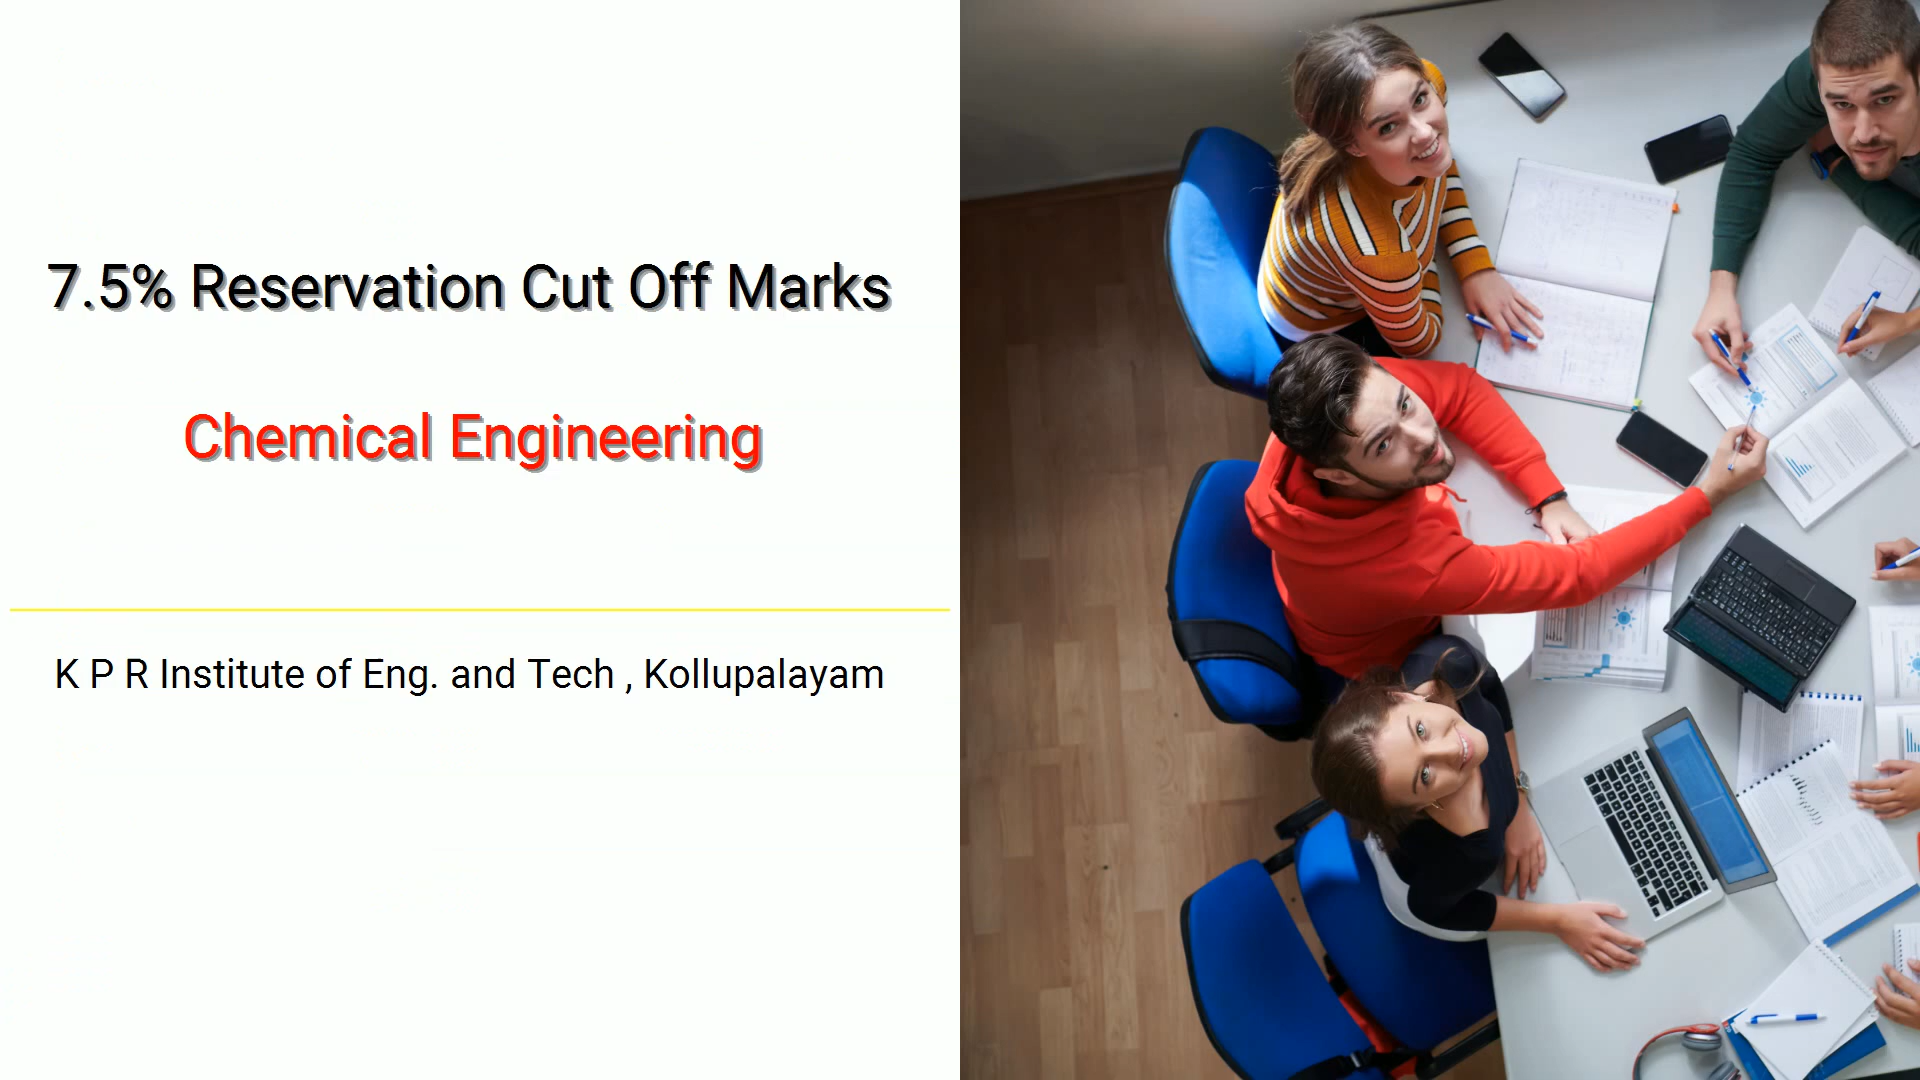 7.5% Reservation Cut Off Marks
Chemical Engineering
K P R Institute of Eng. and Tech , Kollupalayam